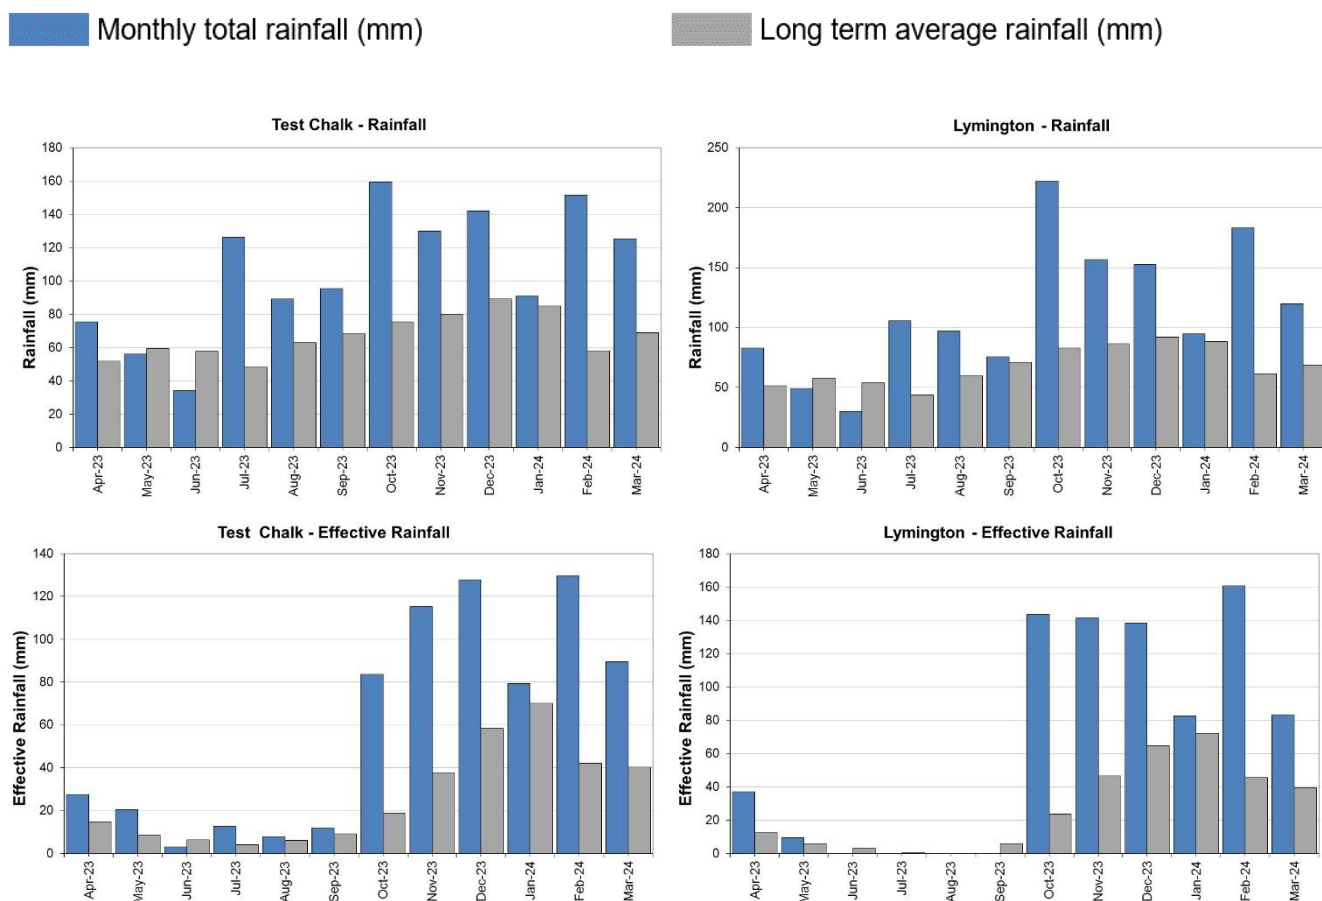 Monthly total rainfall (mm)
Long term average rainfall (mm)
Test Chalk - Rainfall
Rainfall (mm)
180
160
140
120
100
80
60
40
20
0
Apr-23
May-23
Jun-23
Jul-23
Aug-23
Sep-23
Oct-23
Nov-23
Dec-23
Jan-24
Feb-24
Mar-24
Lymington - Rainfall
Rainfall (mm)
250
200
150
100
50
0
Apr-23
May-23
Jun-23
Jul-23
Aug-23
Sep-23
Oct-23
Nov-23
Dec-23
Jan-24
Feb-24
Mar-24
Test Chalk - Effective Rainfall
Effective Rainfall (mm)
140
120
100
80
60
40
20
0
Apr-23
May-23
Jun-23
Jul-23
Aug-23
Sep-23
Oct-23
Nov-23
Dec-23
Jan-24
Feb-24
Mar-24
Lymington - Effective Rainfall
Effective Rainfall (mm)
180
160
140
120
100
80
60
40
20
0
Apr-23
May-23
Jun-23
Jul-23
Aug-23
Sep-23
Oct-23
Nov-23
Dec-23
Jan-24
Feb-24
Mar-24